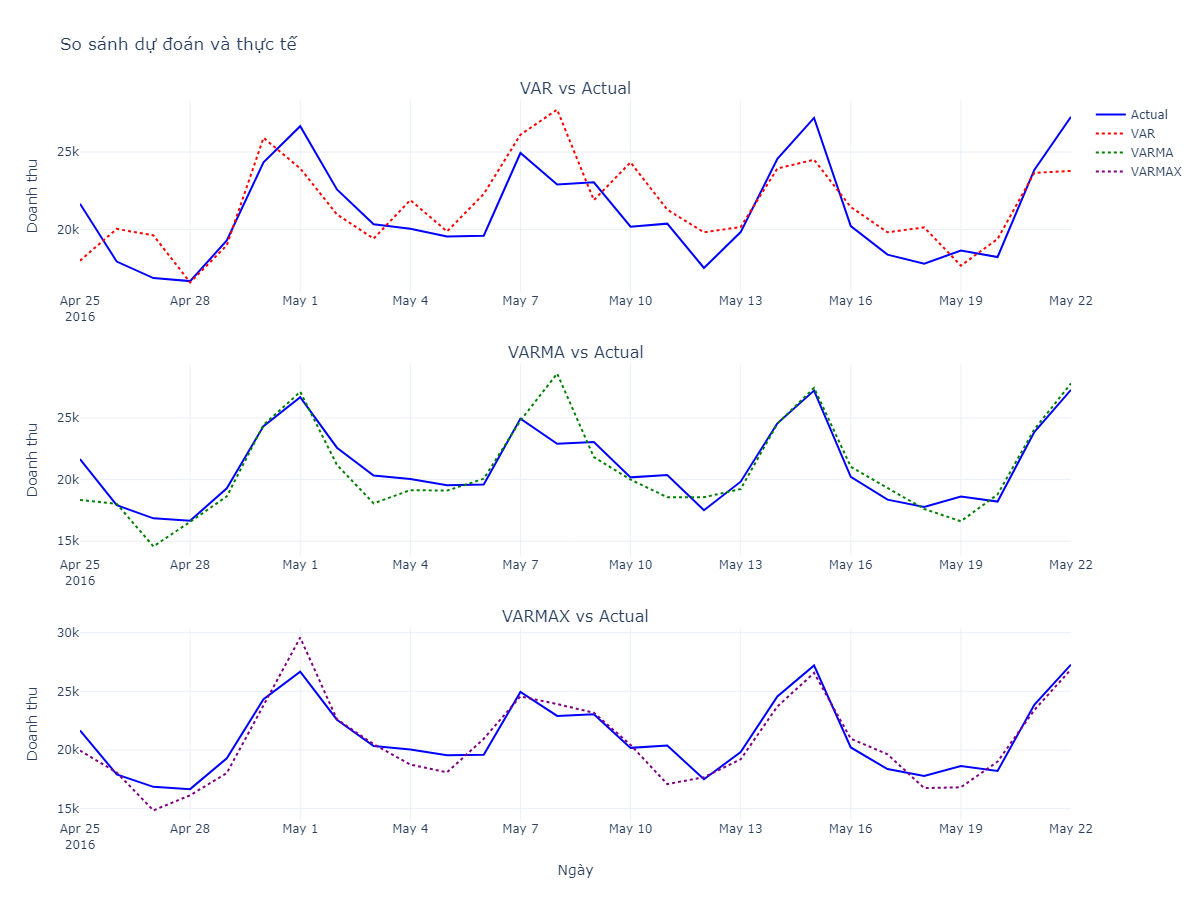 So sánh dự đoán và thực tế
VAR vs Actual
Actual
VAR
VARMA
VARMAX
Doanh thu
25k
20k
Apr 25
2016
Apr 28
May 1
May 4
May 7
May 10
May 13
May 16
May 19
May 22
VARMA vs Actual
Doanh thu
25k
20k
15k
Apr 25
2016
Apr 28
May 1
May 4
May 7
May 10
May 13
May 16
May 19
May 22
VARMAX vs Actual
Doanh thu
30k
25k
20k
15k
Apr 25
2016
Apr 28
May 1
May 4
May 7
May 10
May 13
May 16
May 19
May 22
Ngày